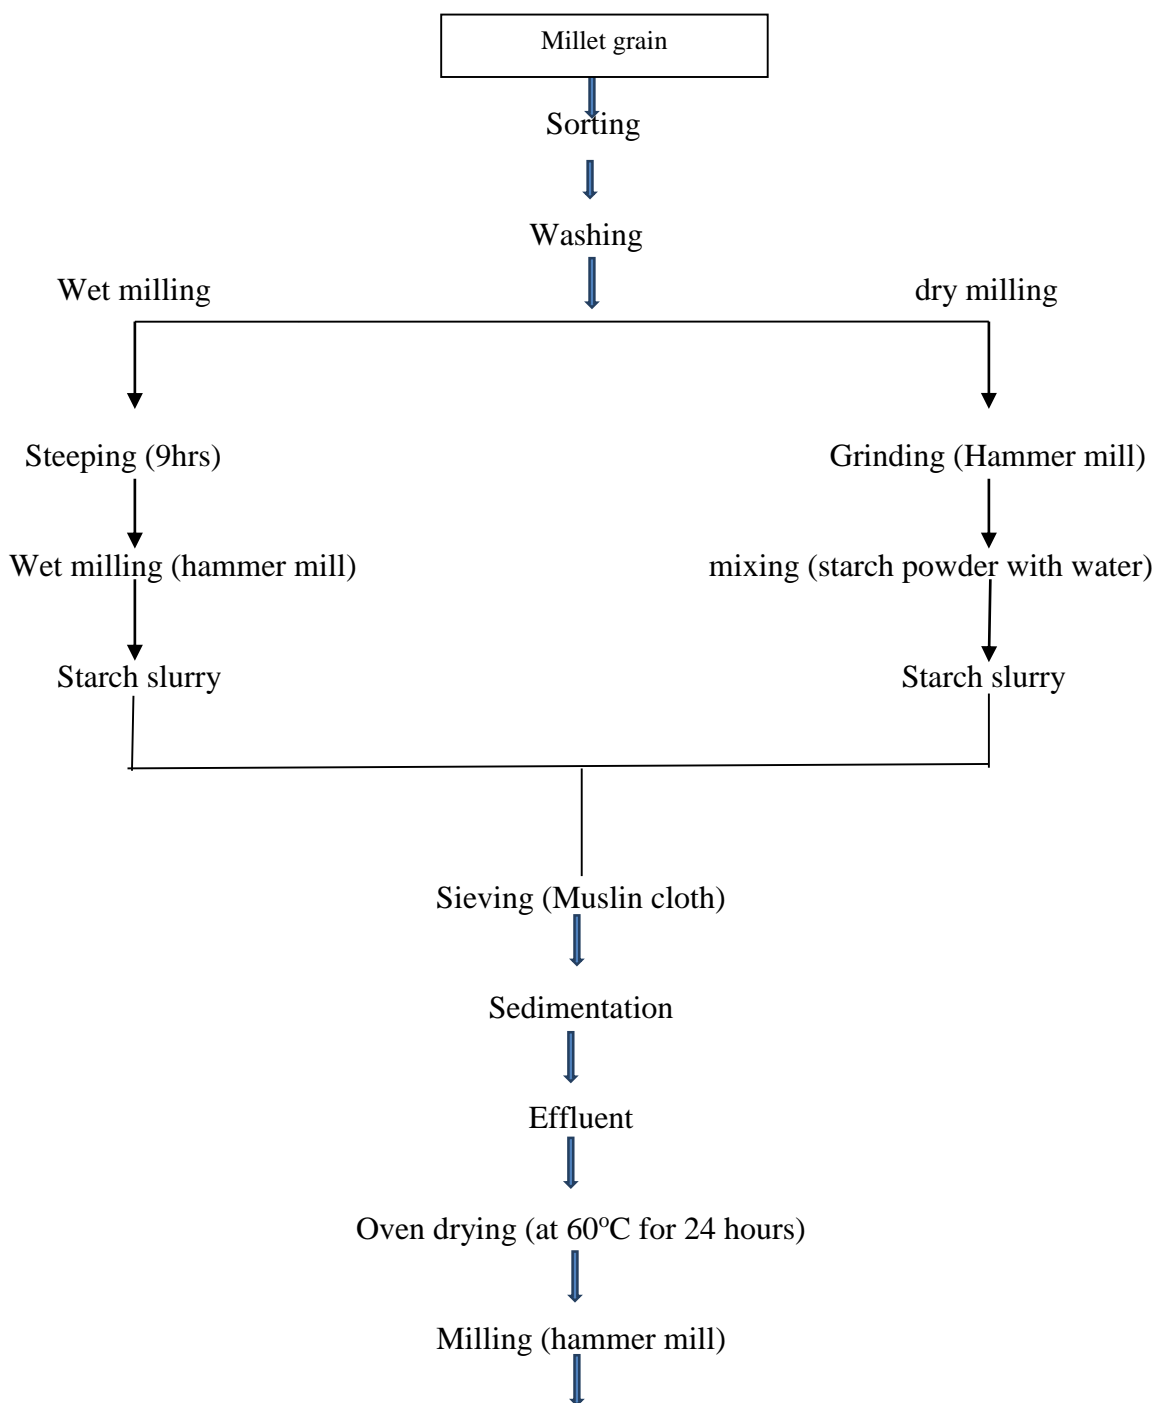 Millet grain
Sorting
Washing
Wet milling
dry milling
Steeping (9hrs)
Grinding (Hammer mill)
Wet milling (hammer mill)
mixing (starch powder with water)
Starch slurry
Starch slurry
Sieving (Muslin cloth)
Sedimentation
Effluent
Oven drying (at 60°C for 24 hours)
Milling (hammer mill)